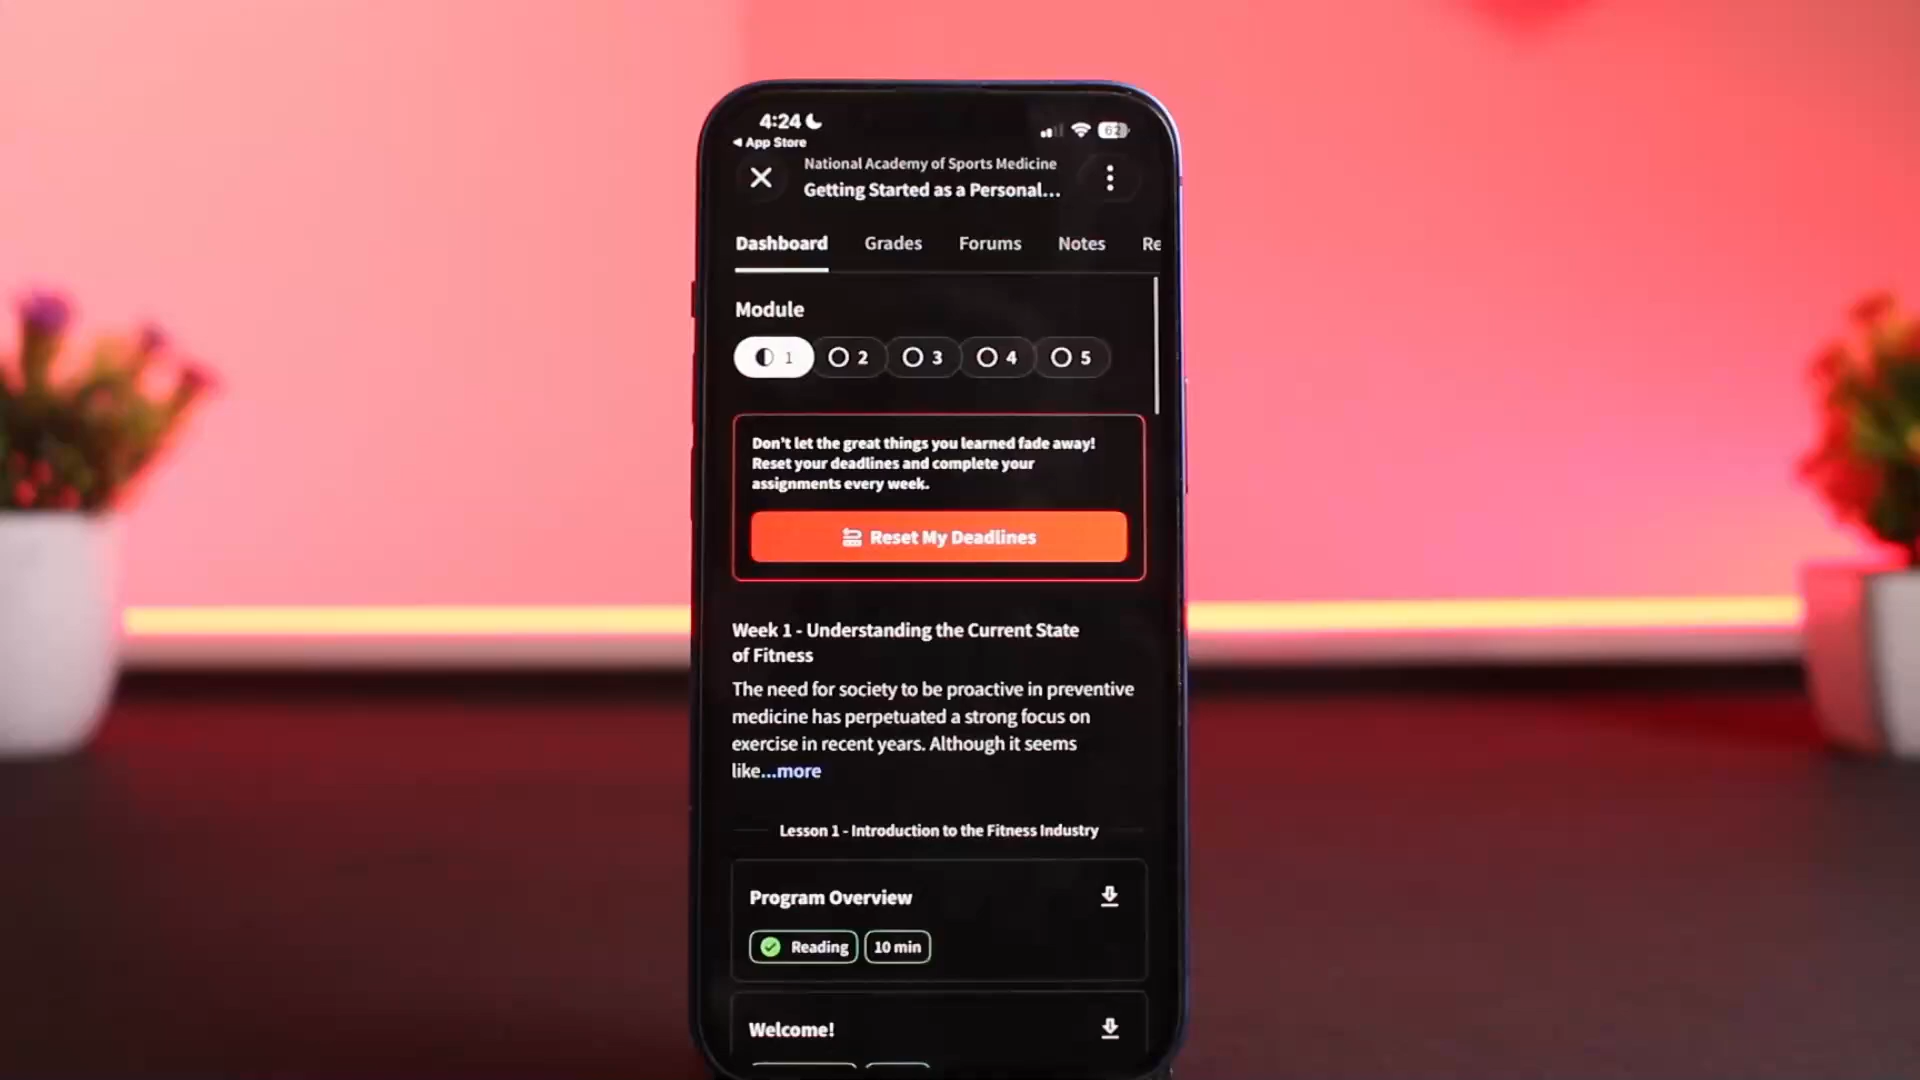 4:24
62
◀ App Store
National Academy of Sports Medicine
Getting Started as a Personal...
Dashboard Grades Forums Notes Re
Module
1 2 3 4 5
Don't let the great things you learned fade away!
Reset your deadlines and complete your
assignments every week.
Reset My Deadlines
Week 1 - Understanding the Current State
of Fitness
The need for society to be proactive in preventive
medicine has perpetuated a strong focus on
exercise in recent years. Although it seems
like...more
Lesson 1 - Introduction to the Fitness Industry
Program Overview
Reading 10 min
Welcome!